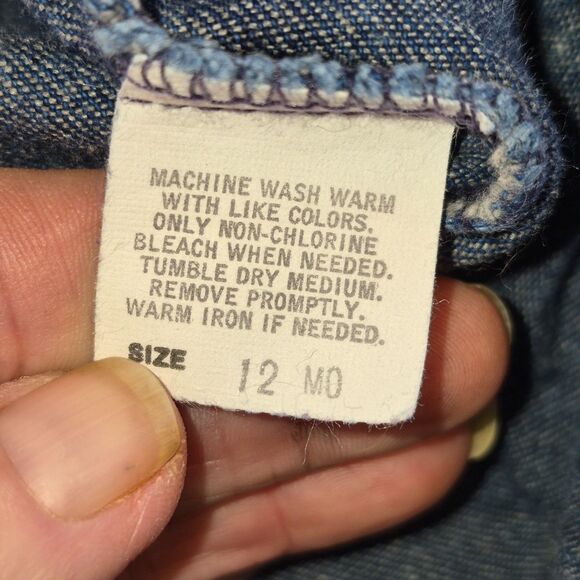 MACHINE WASH WARM
WITH LIKE COLORS.
ONLY NON-CHLORINE
BLEACH WHEN NEEDED.
TUMBLE DRY MEDIUM.
REMOVE PROMPTLY.
WARM IRON IF NEEDED.
SIZE 12 MO